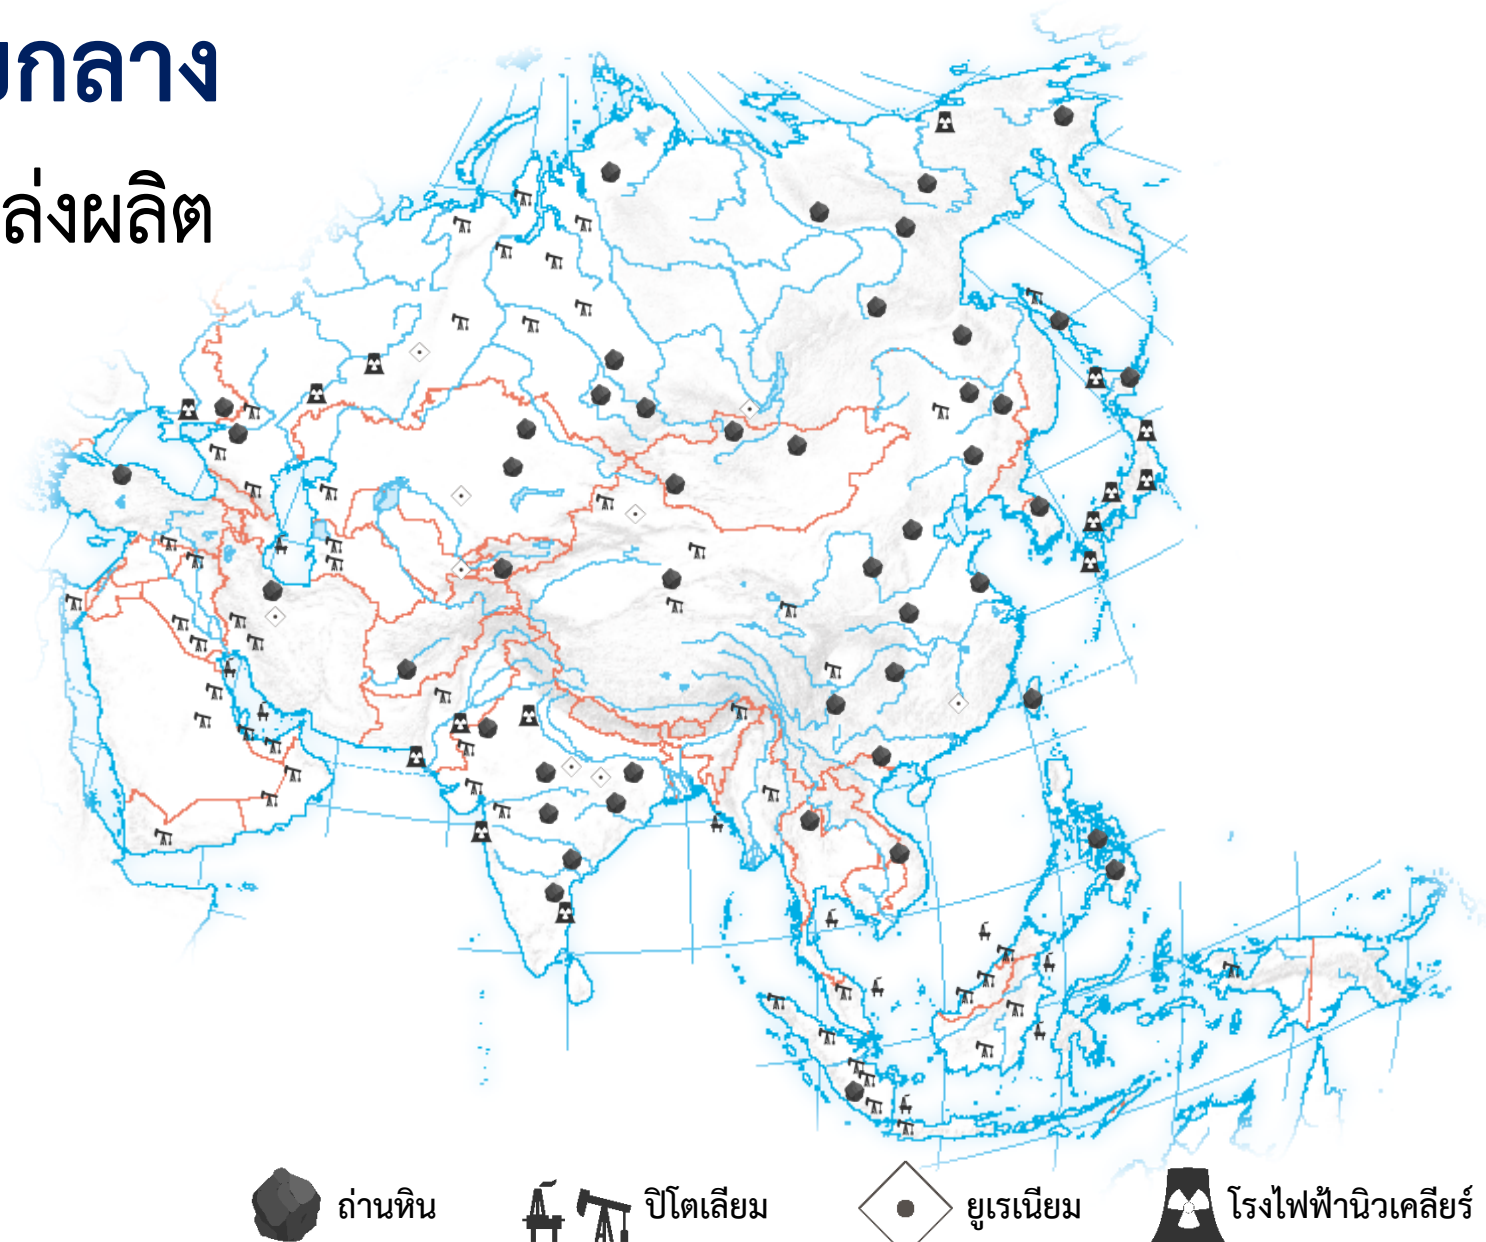 กลาง
ล่งผลิต
ถ่านหิน
ปิโตเลียม
ยูเรเนียม
โรงไฟฟ้านิวเคลียร์